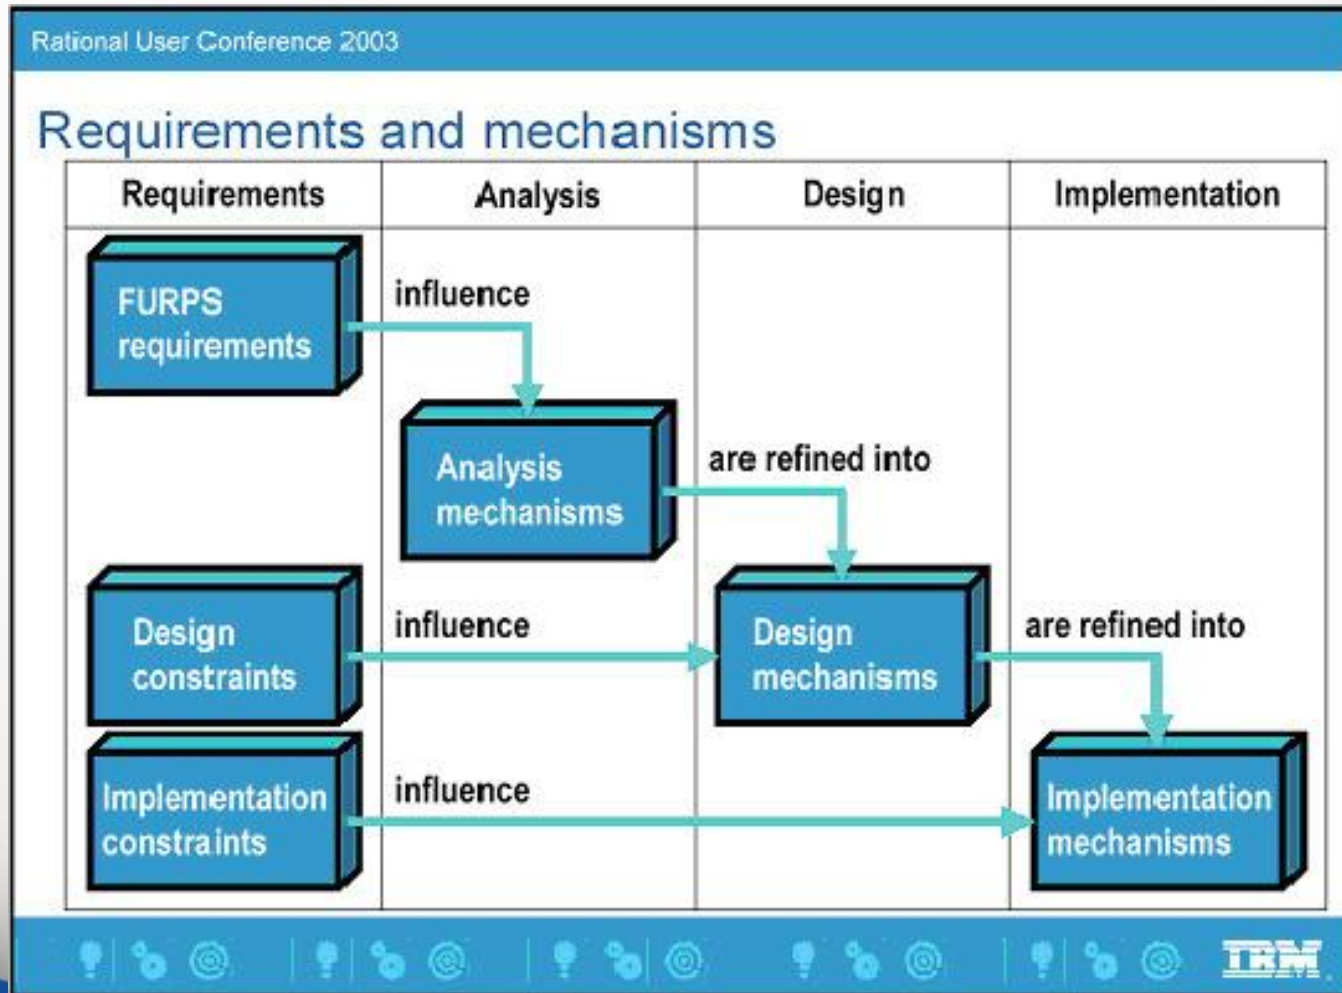 Rational User Conference 2003
Requirements and mechanisms
Requirements
Analysis
Design
Implementation
FURPS
requirements
influence
Analysis
mechanisms
are refined into
Design
constraints
influence
Design
mechanisms
are refined into
Implementation
constraints
influence
Implementation
mechanisms
IBM